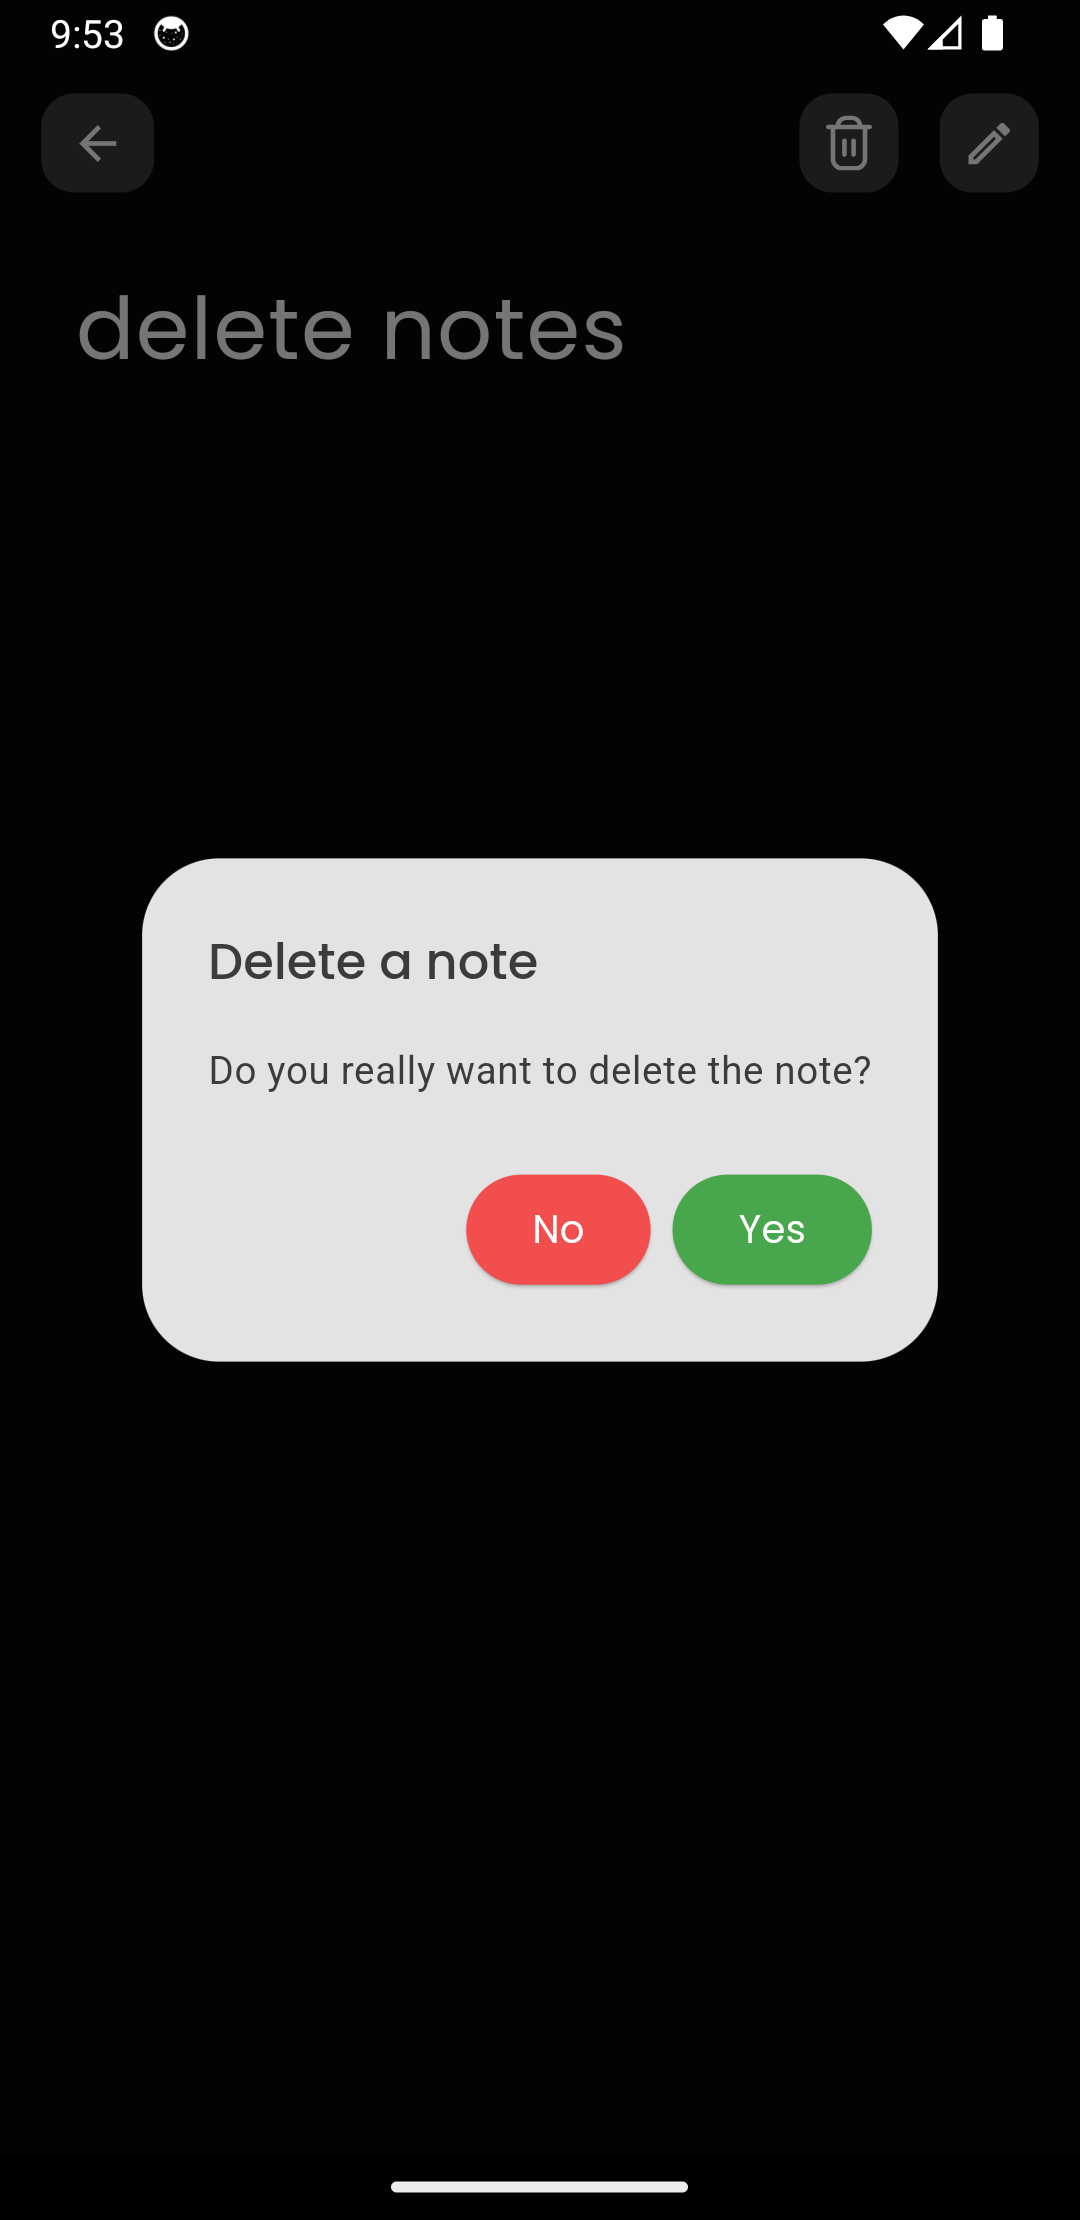 9:53
delete notes
Delete a note
Do you really want to delete the note?
No Yes